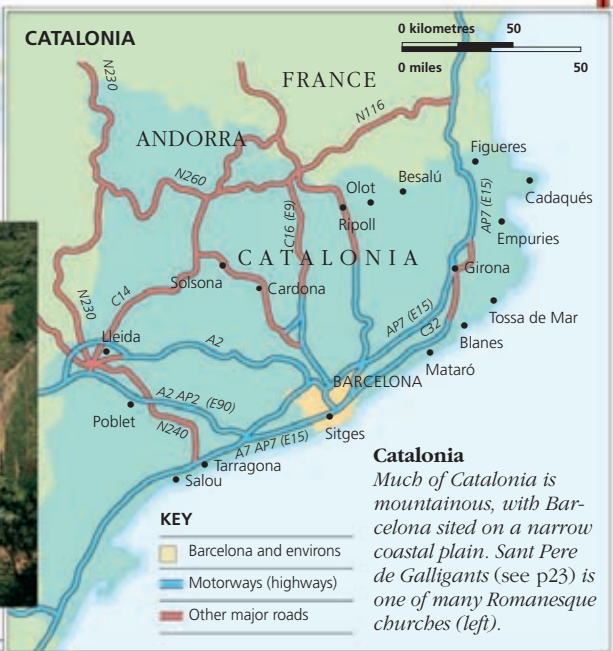 CATALONIA
0 kilometres 50
0 miles 50
N230
FRANCE
N116
ANDORRA
Figueres
N260
Olot
Besalú
Cadaqués
AP7 (E15)
C16 (E9)
Ripoll
Empuries
CATALONIA
Girona
Solsona
C14
Cardona
N230
Tossa de Mar
AP7 (E15)
C32
Blanes
Lleida
A2
Mataró
BARCELONA
A2 AP2 (E90)
Poblet
N240
Sitges
A7 AP7 (E15)
Tarragona
Salou
KEY
Barcelona and environs
Motorways (highways)
Other major roads
Catalonia
Much of Catalonia is
mountainous, with Bar-
celona sited on a narrow
coastal plain. Sant Pere
de Galligants (see p23) is
one of many Romanesque
churches (left).